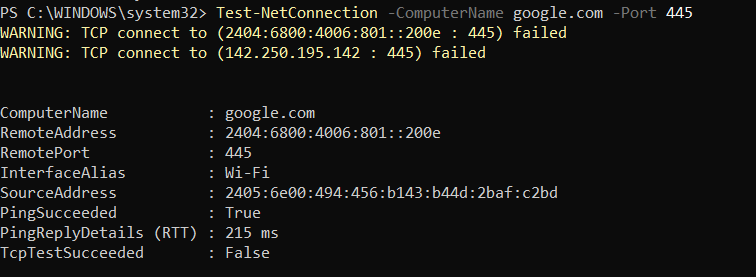 PS C:\WINDOWS\system32> Test-NetConnection -ComputerName google.com -Port 445
WARNING: TCP connect to (2404:6800:4006:801::200e : 445) failed
WARNING: TCP connect to (142.250.195.142 : 445) failed
ComputerName : google.com
RemoteAddress : 2404:6800:4006:801::200e
RemotePort : 445
InterfaceAlias : Wi-Fi
SourceAddress : 2405:6e00:494:456:b143:b44d:2baf:c2bd
PingSucceeded : True
PingReplyDetails (RTT) : 215 ms
TcpTestSucceeded : False